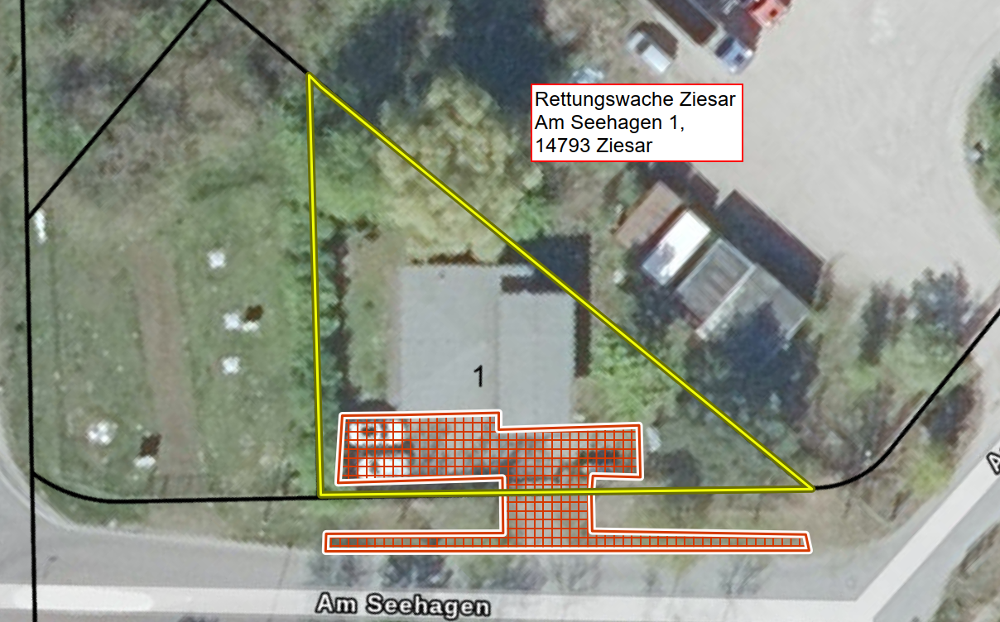 Rettungswache Ziesar
Am Seehagen 1,
14793 Ziesar
1
A
Am Seehagen